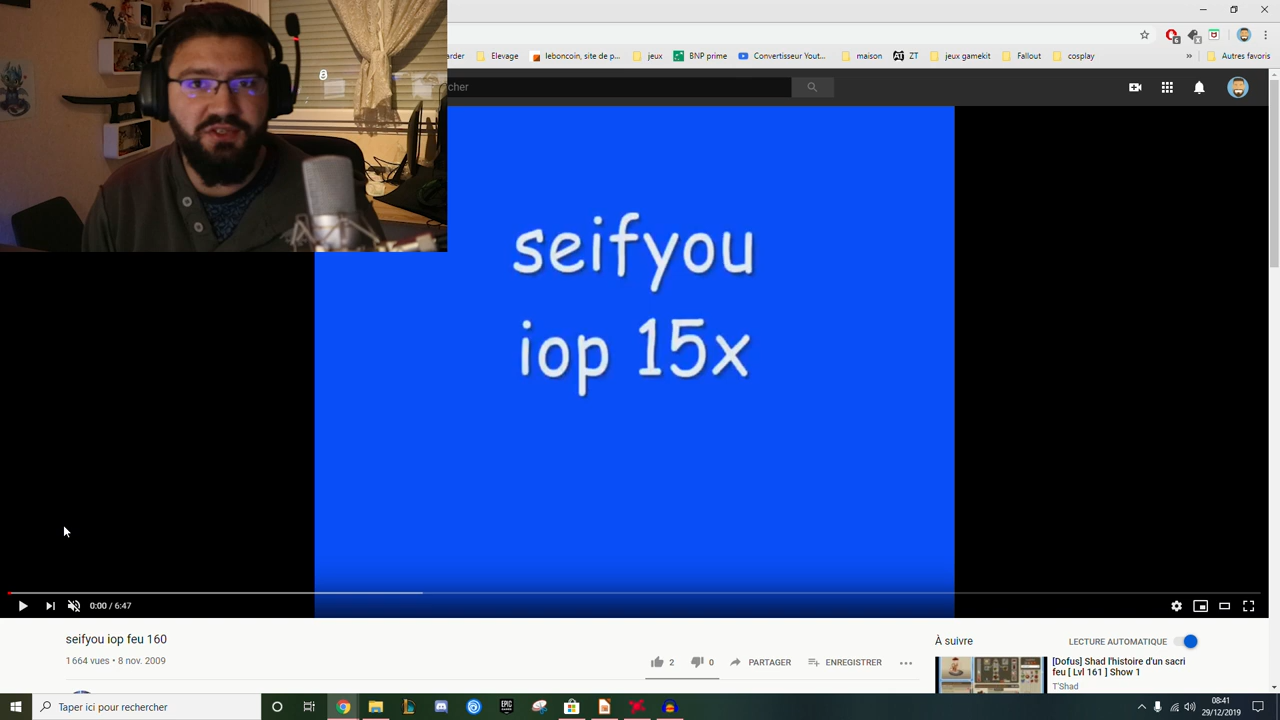 arder
Elevage
leboncoin, site de p...
jeux
BNP prime
Convertisseur Yout...
maison
ZT
jeux gamekit
Fallout
cosplay
»
Autres favoris
cher
seifyou
iop 15x
0:00 / 6:47
seifyou iop feu 160
1 664 vues • 8 nov. 2009
2
0
PARTAGER
ENREGISTRER
À suivre
LECTURE AUTOMATIQUE
[Dofus] Shad l'histoire d'un sacri
feu [ Lvl 161 ] Show 1
T'Shad
Taper ici pour rechercher
EPIC
GAMES
08:41
29/12/2019